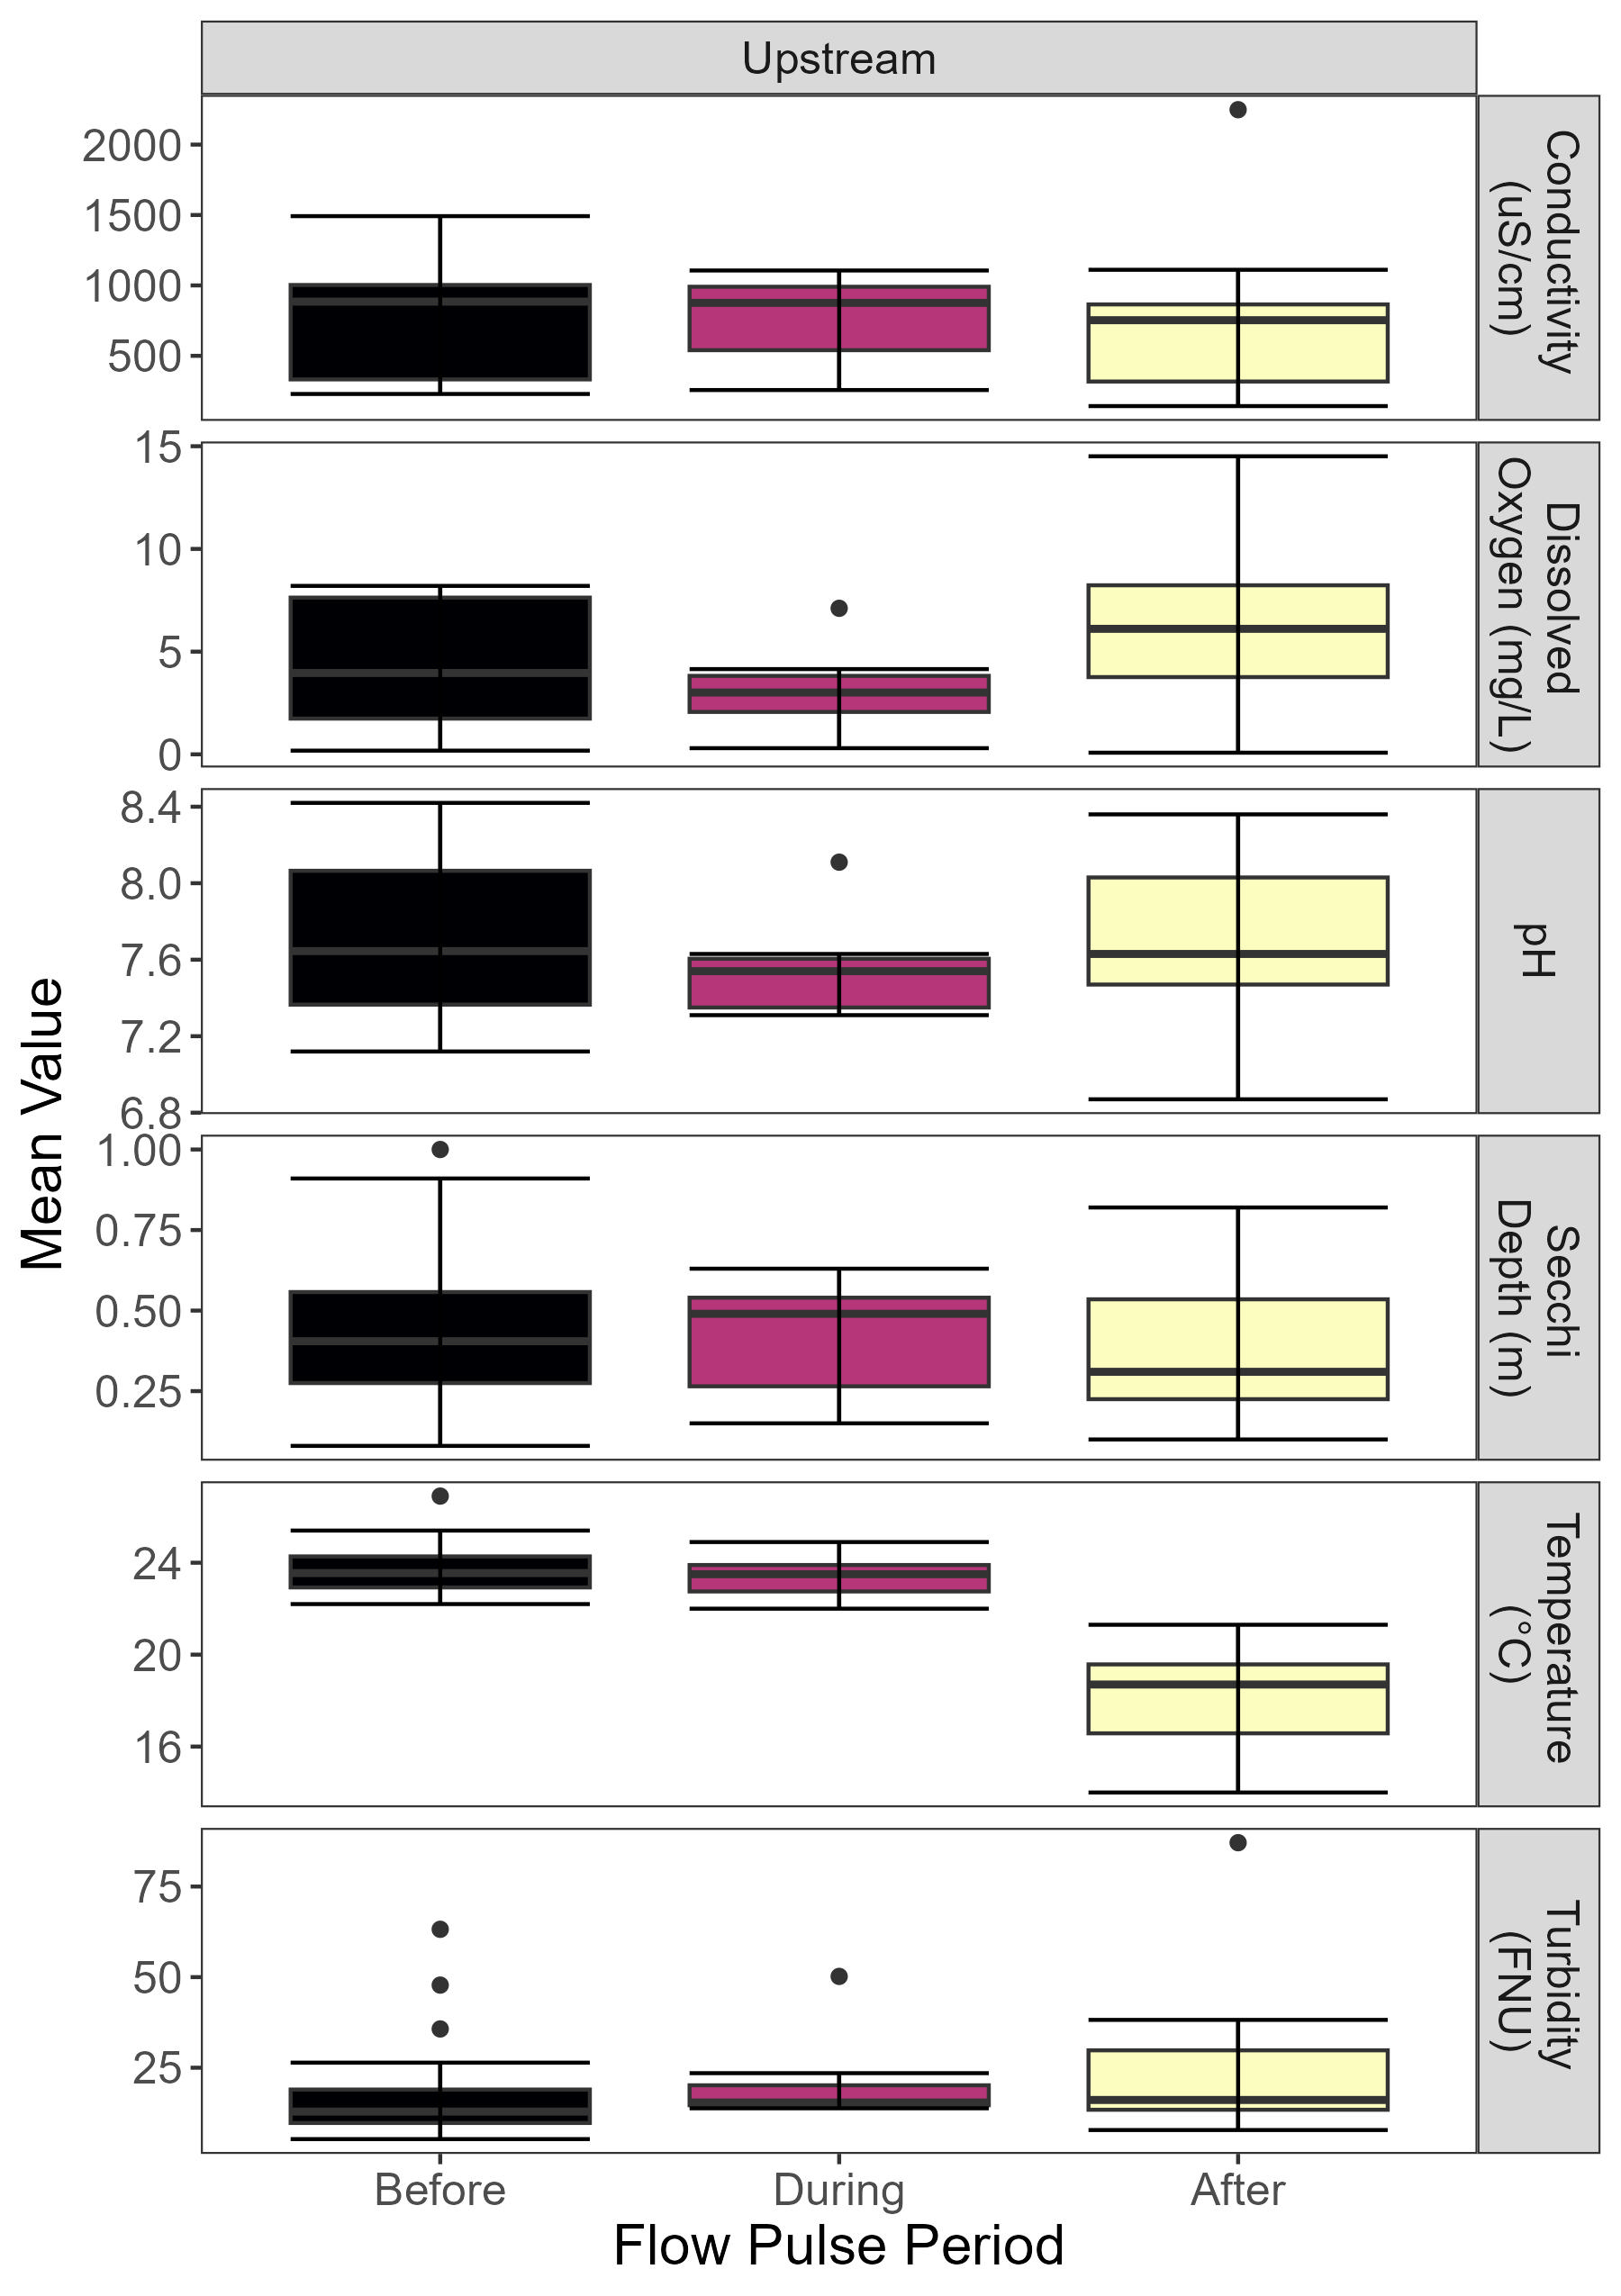 Upstream
Conductivity
(uS/cm)
2000
1500
1000
500
Dissolved
Oxygen (mg/L)
15
10
5
0
pH
8.4
8.0
7.6
7.2
6.8
Secchi
Depth (m)
1.00
0.75
0.50
0.25
Temperature
(°C)
24
20
16
Turbidity
(FNU)
75
50
25
Mean Value
Before
During
After
Flow Pulse Period